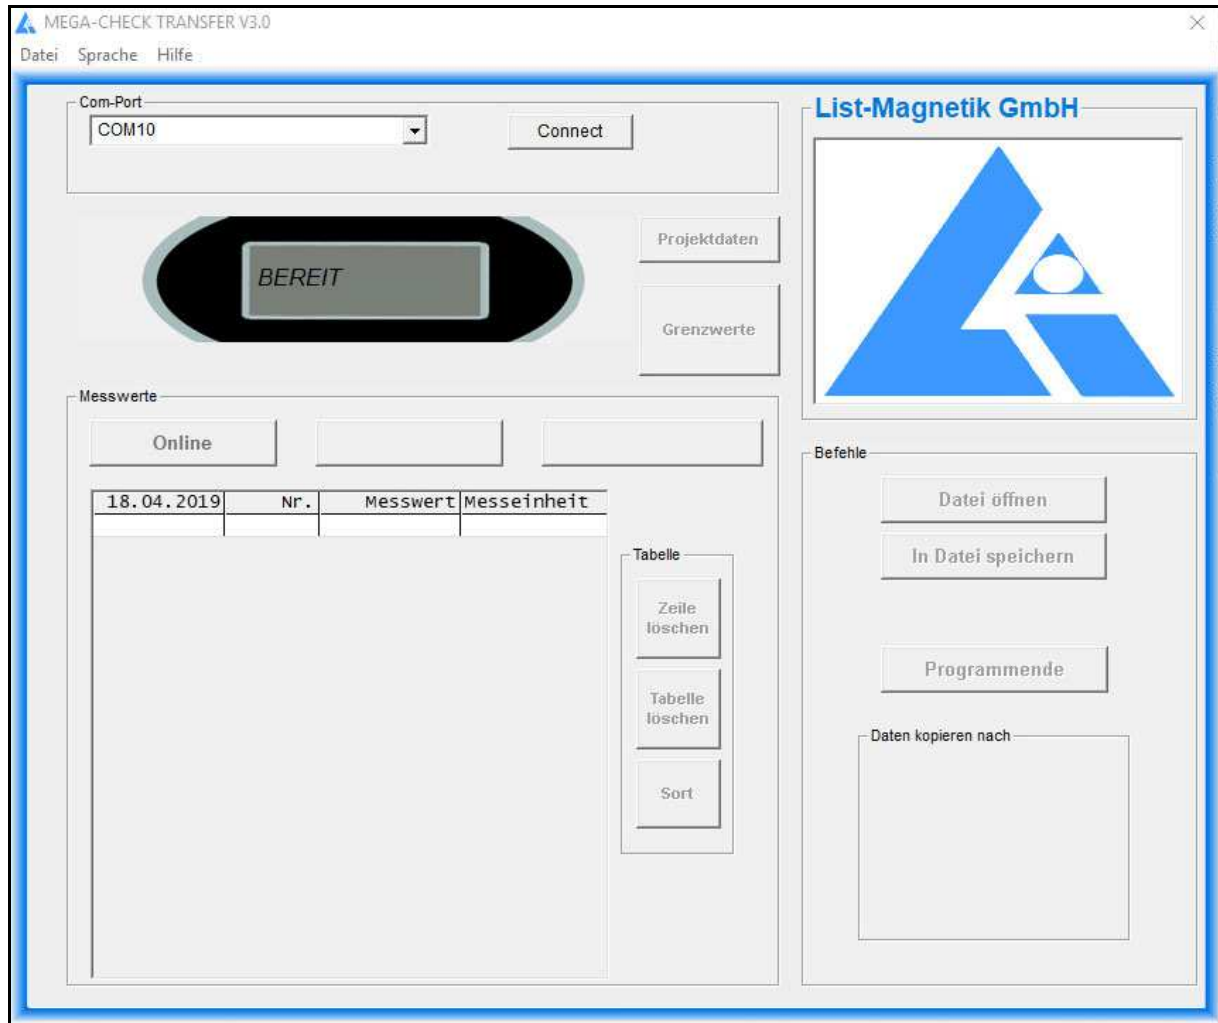 MEGA-CHECK TRANSFER V3.0
Datei Sprache Hilfe
Com-Port
COM10
Connect
List-Magnetik GmbH
BEREIT
Projektdaten
Grenzwerte
Messwerte
Online
18.04.2019 Nr. Messwert Messeinheit
Tabelle
Zeile
löschen
Tabelle
löschen
Sort
Befehle
Datei öffnen
In Datei speichern
Programmende
Daten kopieren nach